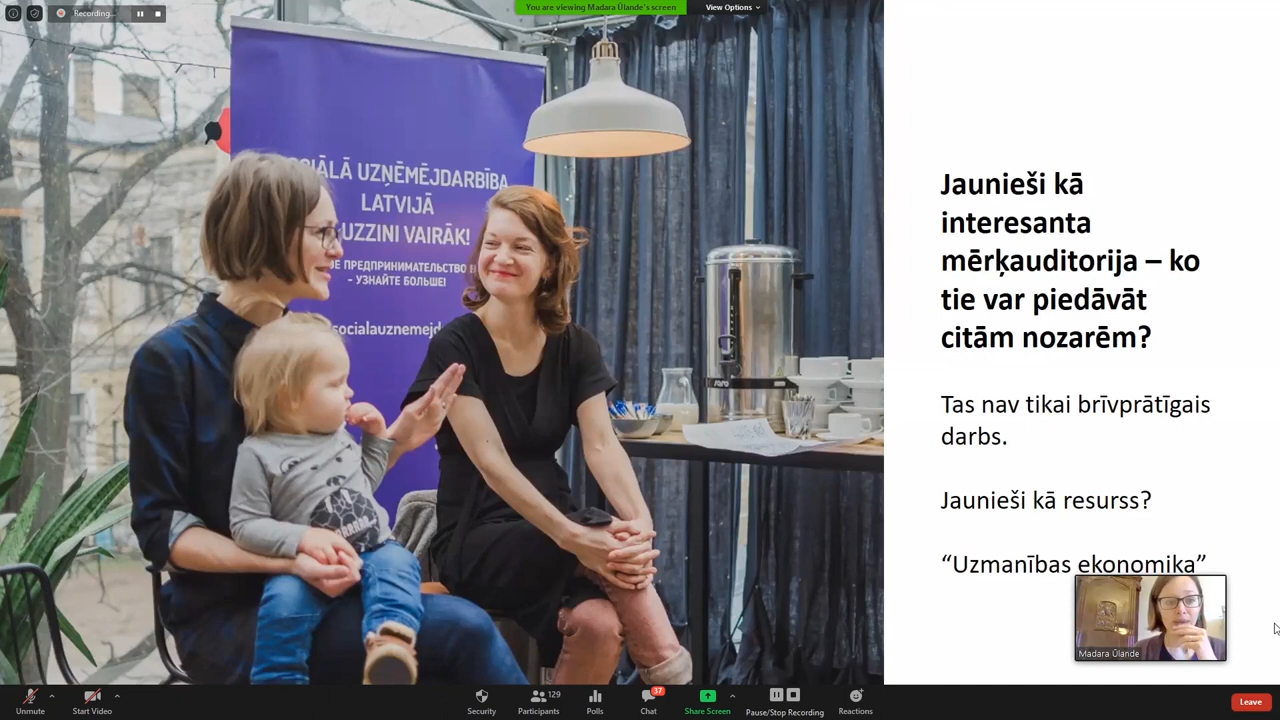 Recording...
You are viewing Madara Ūlande's screen
View Options
SOCIĀLĀ UZŅĒMĒJDARBĪBA
LATVIJĀ
UZZINI VAIRĀK!
ПРЕДПРИНИМАТЕЛЬСТВО
- УЗНАЙТЕ БОЛЬШЕ!
socialauznemejd
saro
Jaunieši kā
interesanta
mērķauditorija – ko
tie var piedāvāt
citām nozarēm?
Tas nav tikai brīvprātīgais
darbs.
Jaunieši kā resurss?
“Uzmanības ekonomika”
Madara Ūlande
Unmute
Start Video
Security
Participants
129
Polls
Chat
37
Share Screen
Pause/Stop Recording
Reactions
Leave